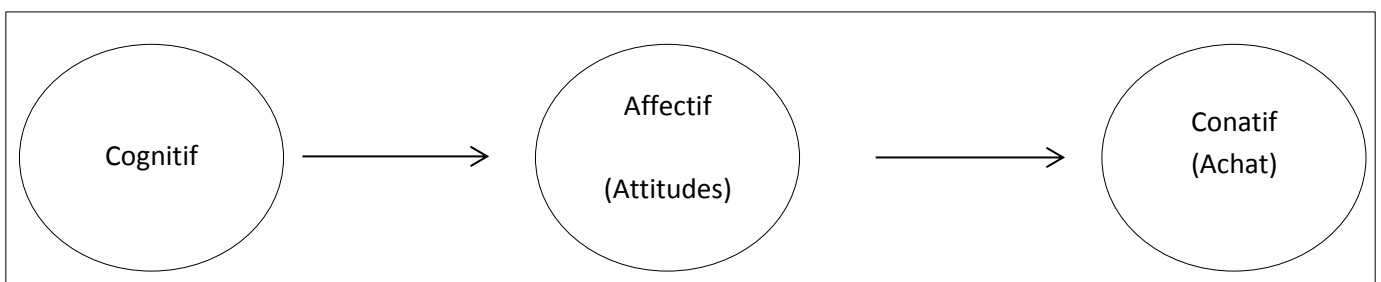 Cognitif
Affectif
(Attitudes)
Conatif
(Achat)